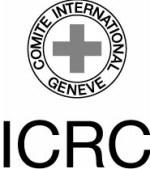 COMITE INTERNATIONAL
GENEVE
ICRC